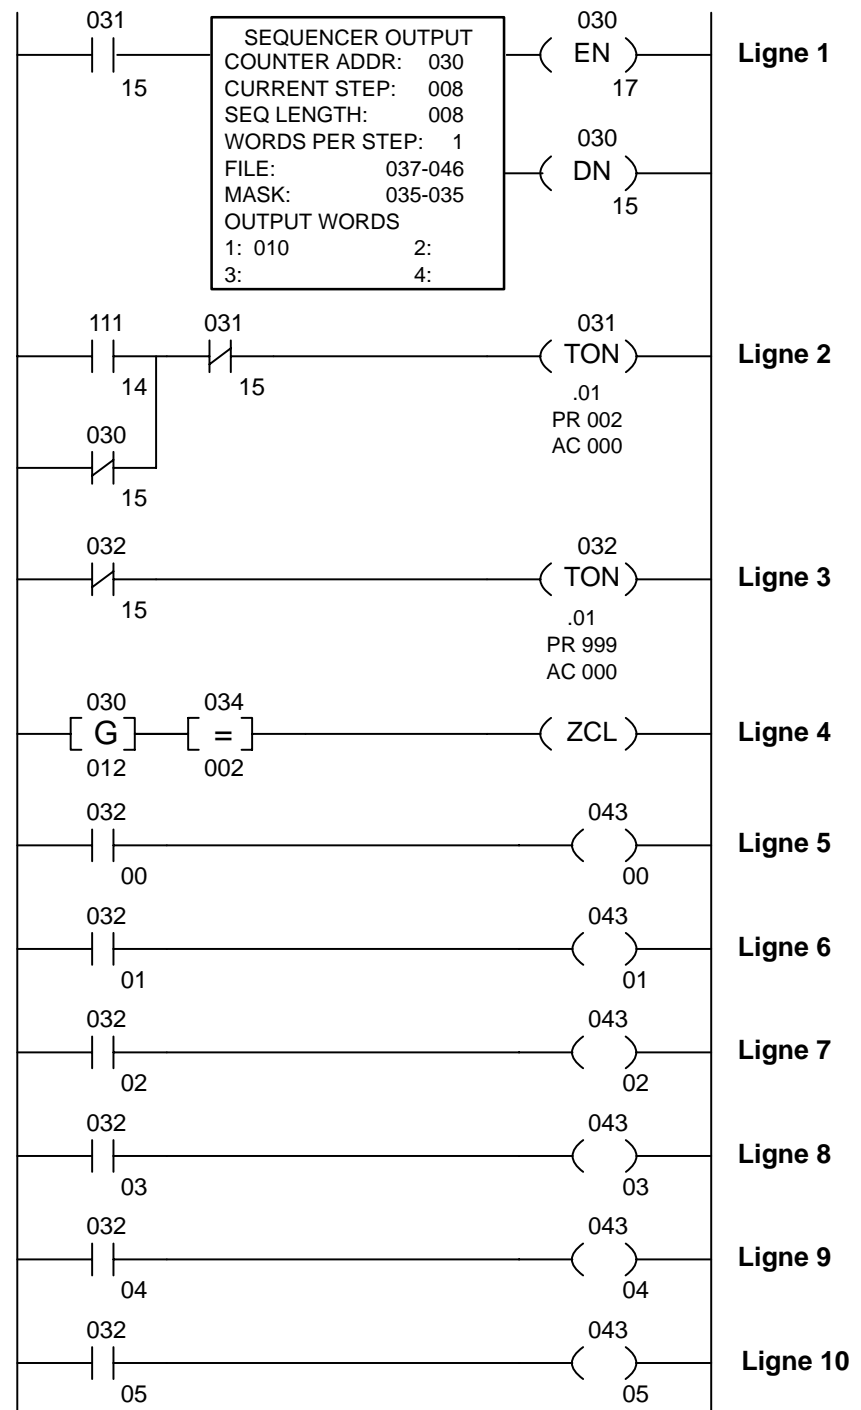 031 030
SEQUENCER OUTPUT
EN Ligne 1
COUNTER ADDR: 030
15 CURRENT STEP: 008 17
SEQ LENGTH: 008
WORDS PER STEP: 1 030
FILE: 037-046 DN
MASK: 035-035 15
OUTPUT WORDS
1: 010 2:
3: 4:
111 031 031
TON Ligne 2
14 15 .01
PR 002
030 AC 000
15
032 032
TON Ligne 3
15 .01
PR 999
AC 000
030 034
G = ZCL Ligne 4
012 002
032 043
Ligne 5
00 00
032 043
Ligne 6
01 01
032 043
Ligne 7
02 02
032 043
Ligne 8
03 03
032 043
Ligne 9
04 04
032 043
Ligne 10
05 05